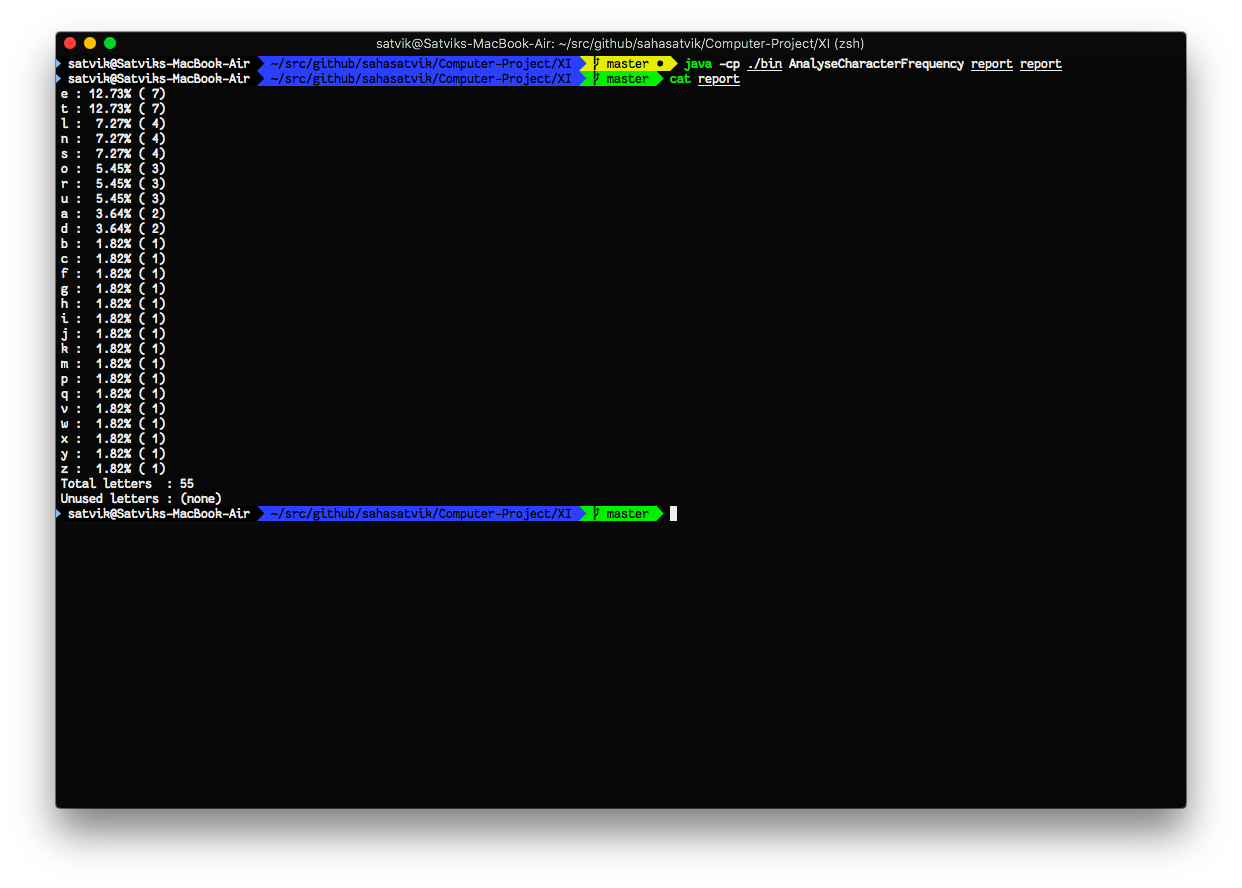 satvik@Satviks-MacBook-Air: ~/src/github/sahasatvik/Computer-Project/XI (zsh)
satvik@Satviks-MacBook-Air ~/src/github/sahasatvik/Computer-Project/XI master ● java -cp ./bin AnalyseCharacterFrequency report report
satvik@Satviks-MacBook-Air ~/src/github/sahasatvik/Computer-Project/XI master cat report
e : 12.73% ( 7)
t : 12.73% ( 7)
l :  7.27% ( 4)
n :  7.27% ( 4)
s :  7.27% ( 4)
o :  5.45% ( 3)
r :  5.45% ( 3)
u :  5.45% ( 3)
a :  3.64% ( 2)
d :  3.64% ( 2)
b :  1.82% ( 1)
c :  1.82% ( 1)
f :  1.82% ( 1)
g :  1.82% ( 1)
h :  1.82% ( 1)
i :  1.82% ( 1)
j :  1.82% ( 1)
k :  1.82% ( 1)
m :  1.82% ( 1)
p :  1.82% ( 1)
q :  1.82% ( 1)
v :  1.82% ( 1)
w :  1.82% ( 1)
x :  1.82% ( 1)
y :  1.82% ( 1)
z :  1.82% ( 1)
Total letters  : 55
Unused letters : (none)
satvik@Satviks-MacBook-Air ~/src/github/sahasatvik/Computer-Project/XI master